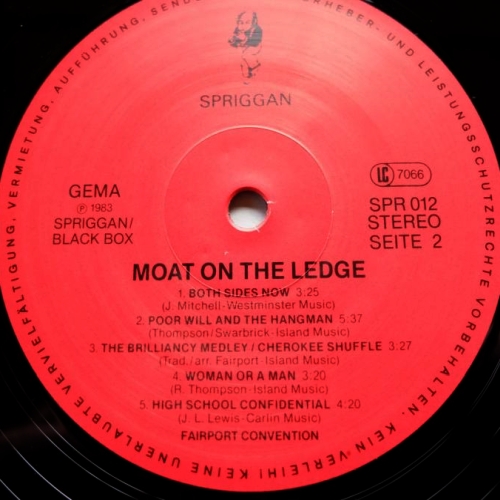 SPRIGGAN
GEMA
℗ 1983
SPRIGGAN/
BLACK BOX
LC 7066
SPR 012
STEREO
SEITE 2
MOAT ON THE LEDGE
1. BOTH SIDES NOW 3:25
(J. Mitchell-Westminster Music)
2. POOR WILL AND THE HANGMAN 5:37
(Thompson/Swarbrick-Island Music)
3. THE BRILLIANCY MEDLEY/CHEROKEE SHUFFLE 3:27
(Trad./arr. Fairport-Island Music)
4. WOMAN OR A MAN 3:20
(R. Thompson-Island Music)
5. HIGH SCHOOL CONFIDENTIAL 4:20
(J. L. Lewis-Carlin Music)
FAIRPORT CONVENTION
UND LEISTUNGSSCHUTZRECHTE VORBEHALTEN. KEIN VERLEIH! KEINE UNERLAUBTE VERVIELFÄLTIGUNG, VERMIETUNG, AUFFÜHRUNG,